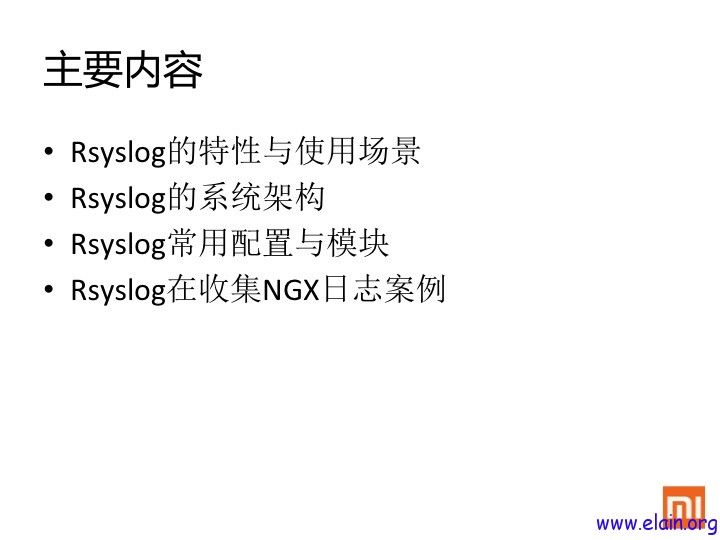 主要内容
• Rsyslog的特性与使用场景
• Rsyslog的系统架构
• Rsyslog常用配置与模块
• Rsyslog在收集NGX日志案例
mi
www.elain.org